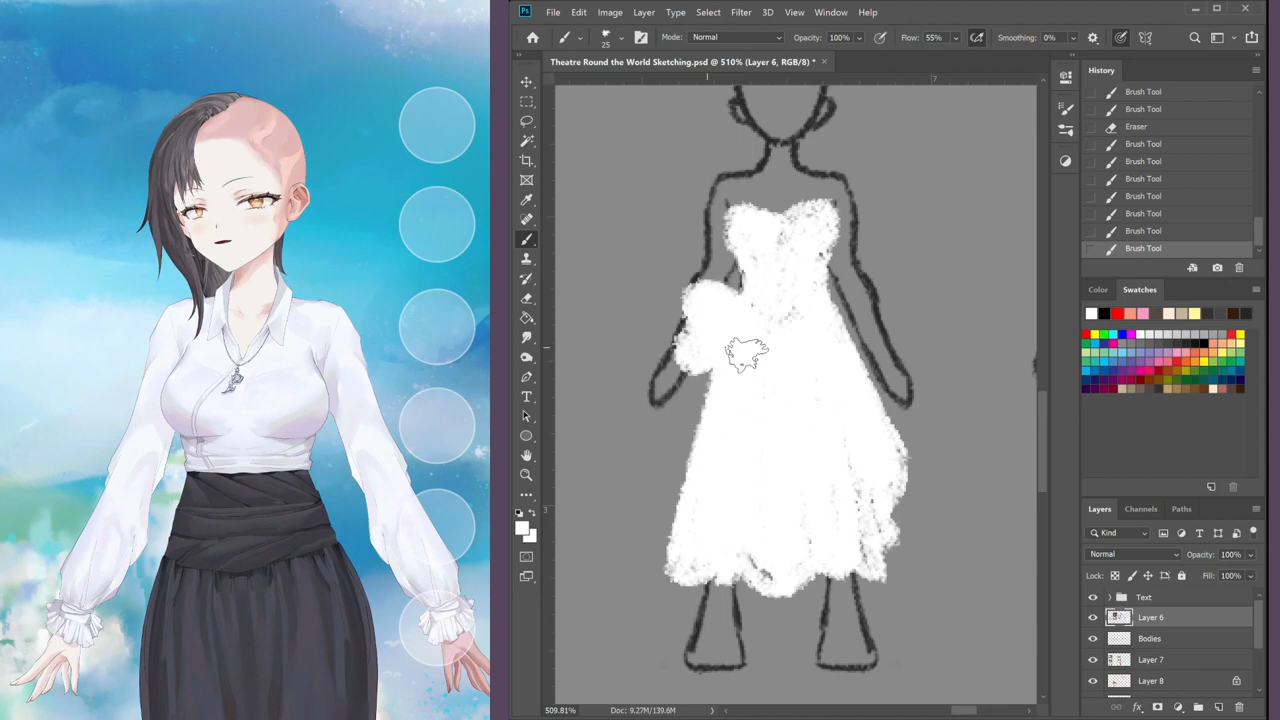 Ps File Edit Image Layer Type Select Filter 3D View Window Help
25 Mode: Normal Opacity: 100% Flow: 55% Smoothing: 0%
Theatre Round the World Sketching.psd @ 510% (Layer 6, RGB/8) *
7
3
History
Brush Tool
Brush Tool
Eraser
Brush Tool
Brush Tool
Brush Tool
Brush Tool
Brush Tool
Brush Tool
Brush Tool
Color Swatches
Layers Channels Paths
Kind
Normal Opacity: 100%
Lock: Fill: 100%
Text
Layer 6
Bodies
Layer 7
Layer 8
509.81% Doc: 9.27M/139.6M